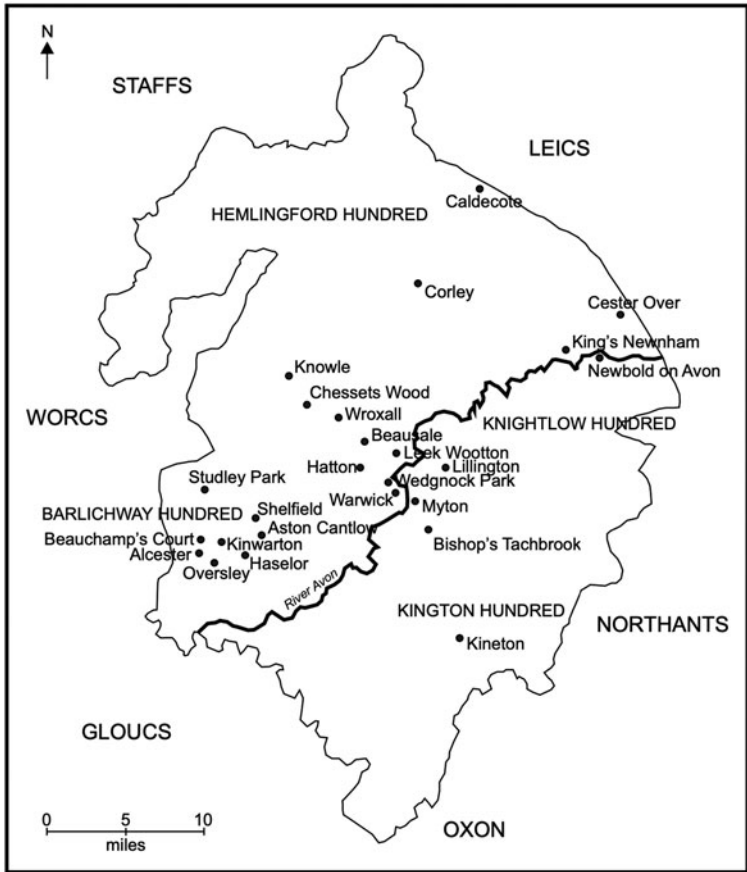 N
STAFFS
LEICS
Caldecote
HEMLINGFORD HUNDRED
Corley
Cester Over
King's Newnham
Newbold on Avon
Knowle
Chessets Wood
Wroxall
WORCS
KNIGHTLOW HUNDRED
Beausale
Leek Wootton
Hatton
Lillington
Studley Park
Wedgnock Park
Warwick
Myton
Shelfield
BARLICHWAY HUNDRED
Aston Cantlow
Bishop's Tachbrook
Beauchamp's Court
Kinwarton
Alcester
Haselor
Oversley
River Avon
KINGTON HUNDRED
NORTHANTS
Kineton
GLOUCS
0 5 10
miles
OXON